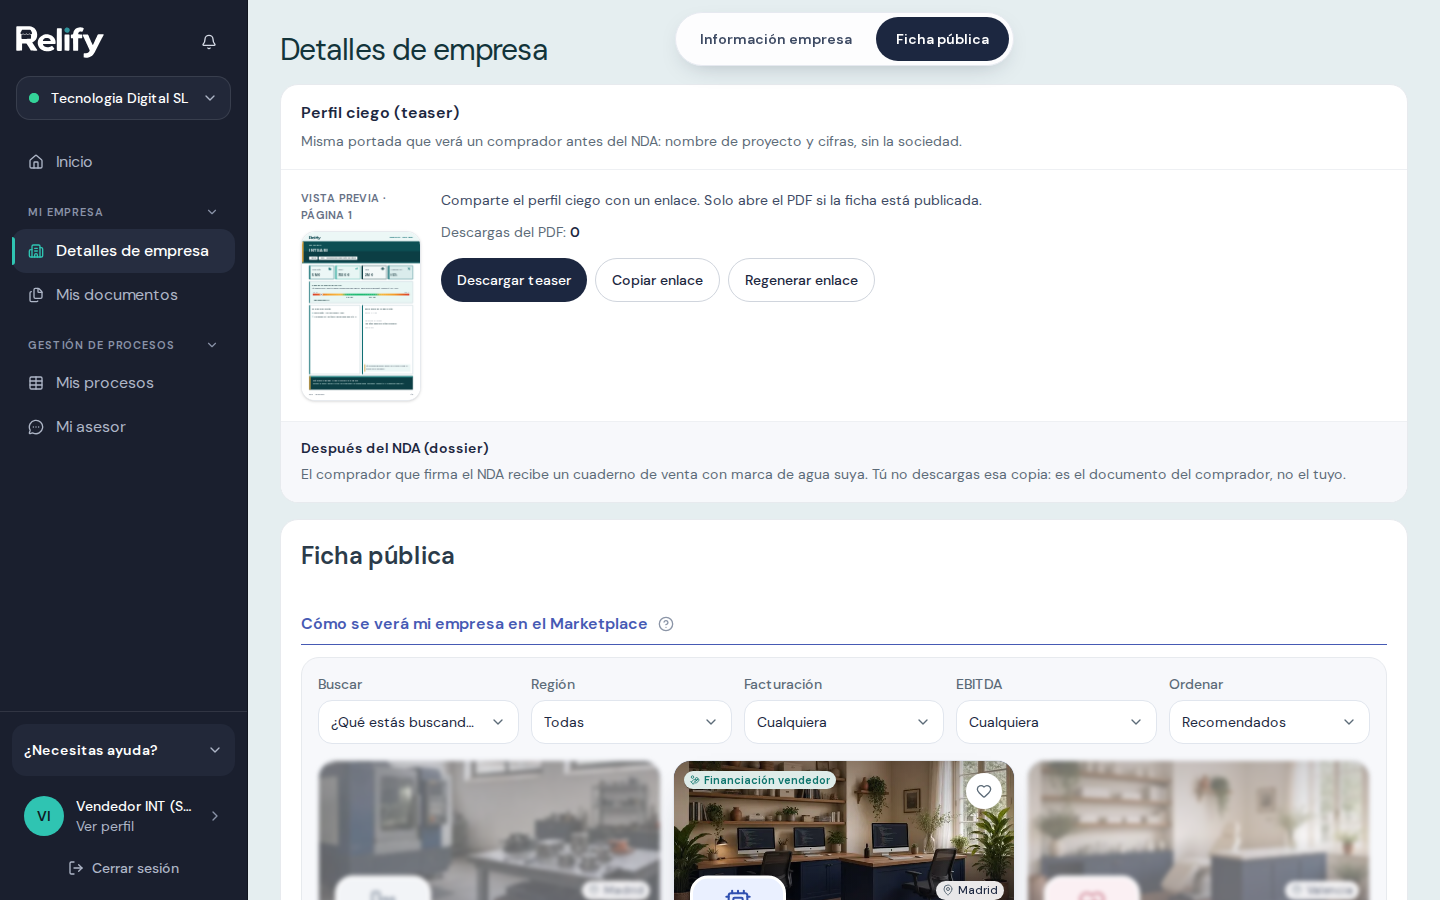 Relify
Tecnologia Digital SL
Inicio
MI EMPRESA
Detalles de empresa
Mis documentos
GESTIÓN DE PROCESOS
Mis procesos
Mi asesor
¿Necesitas ayuda?
VI
Vendedor INT (S...
Ver perfil
Cerrar sesión
Detalles de empresa
Información empresa
Ficha pública
Perfil ciego (teaser)
Misma portada que verá un comprador antes del NDA: nombre de proyecto y cifras, sin la sociedad.
VISTA PREVIA ·
PÁGINA 1
Relify
Comparte el perfil ciego con un enlace. Solo abre el PDF si la ficha está publicada.
Descargas del PDF: 0
Descargar teaser
Copiar enlace
Regenerar enlace
Después del NDA (dossier)
El comprador que firma el NDA recibe un cuaderno de venta con marca de agua suya. Tú no descargas esa copia: es el documento del comprador, no el tuyo.
Ficha pública
Cómo se verá mi empresa en el Marketplace
Buscar
Región
Facturación
EBITDA
Ordenar
¿Qué estás buscand...
Todas
Cualquiera
Cualquiera
Recomendados
Financiación vendedor
Madrid
Madrid
Valencia